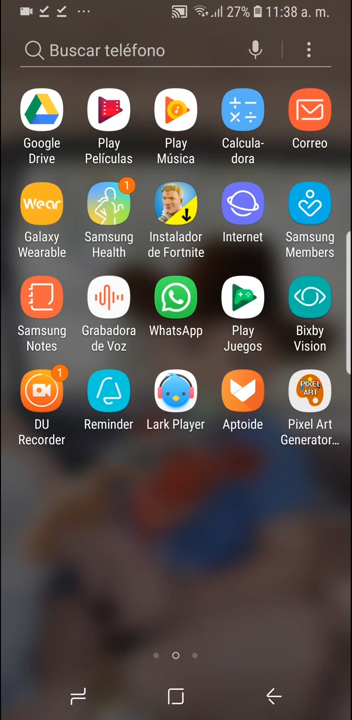 27% 11:38 a. m.
Buscar teléfono
Google Drive
Play Películas
Play Música
Calcula-
dora
Correo
Wear
Galaxy Wearable
1
Samsung Health
Instalador de Fortnite
Internet
Samsung Members
Samsung Notes
Grabadora de Voz
WhatsApp
Play Juegos
Bixby Vision
1
DU Recorder
Reminder
Lark Player
Aptoide
PIXEL ART
Pixel Art Generator...